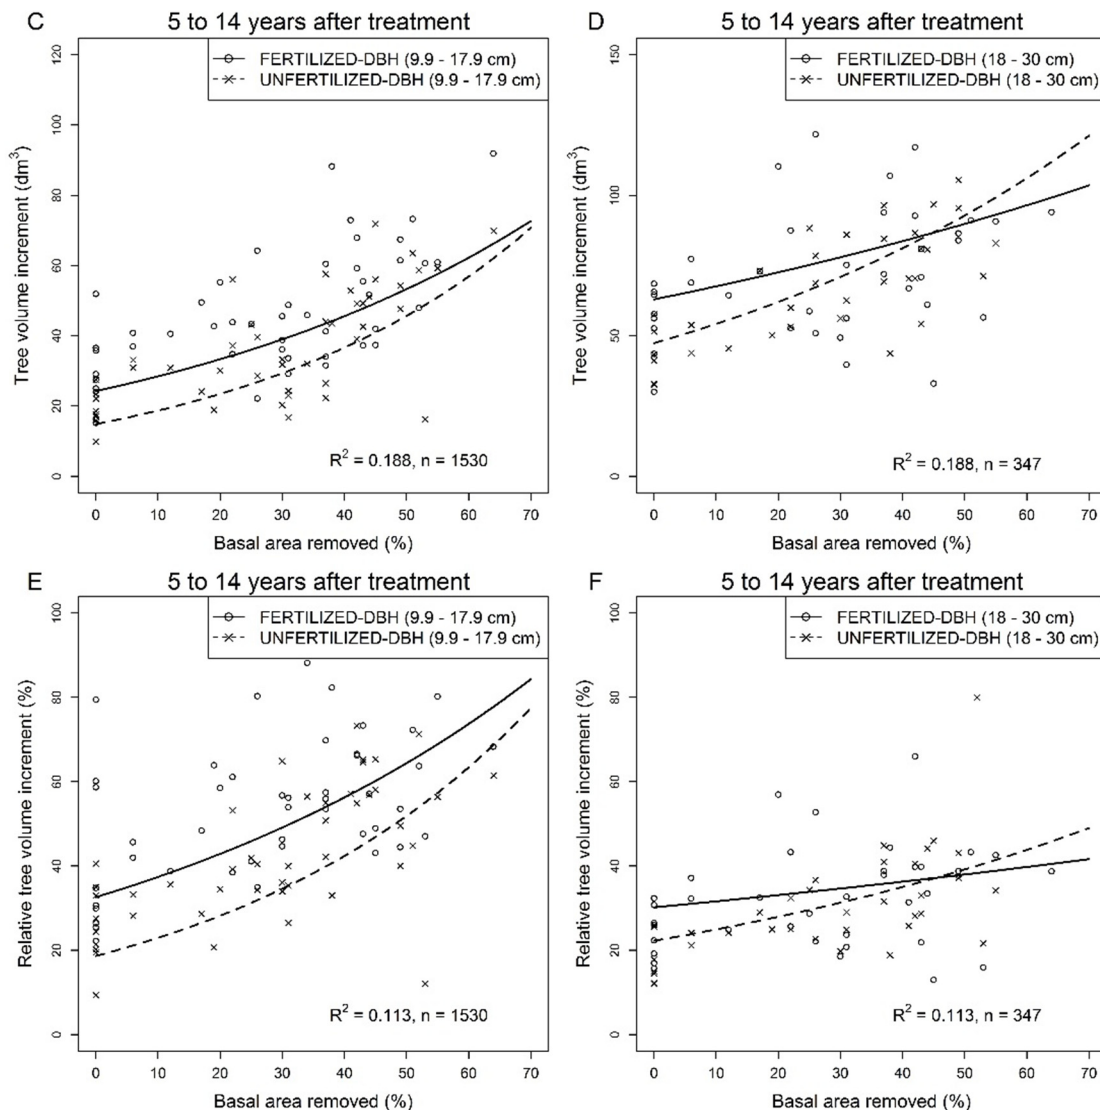 C 5 to 14 years after treatment
FERTILIZED-DBH (9.9 - 17.9 cm)
UNFERTILIZED-DBH (9.9 - 17.9 cm)
Tree volume increment (dm³)
120
100
80
60
40
20
0
R² = 0.188, n = 1530
0 10 20 30 40 50 60 70
Basal area removed (%)
D 5 to 14 years after treatment
FERTILIZED-DBH (18 - 30 cm)
UNFERTILIZED-DBH (18 - 30 cm)
Tree volume increment (dm³)
150
100
50
0
R² = 0.188, n = 347
0 10 20 30 40 50 60 70
Basal area removed (%)
E 5 to 14 years after treatment
FERTILIZED-DBH (9.9 - 17.9 cm)
UNFERTILIZED-DBH (9.9 - 17.9 cm)
Relative tree volume increment (%)
100
80
60
40
20
0
R² = 0.113, n = 1530
0 10 20 30 40 50 60 70
Basal area removed (%)
F 5 to 14 years after treatment
FERTILIZED-DBH (18 - 30 cm)
UNFERTILIZED-DBH (18 - 30 cm)
Relative tree volume increment (%)
100
80
60
40
20
0
R² = 0.113, n = 347
0 10 20 30 40 50 60 70
Basal area removed (%)